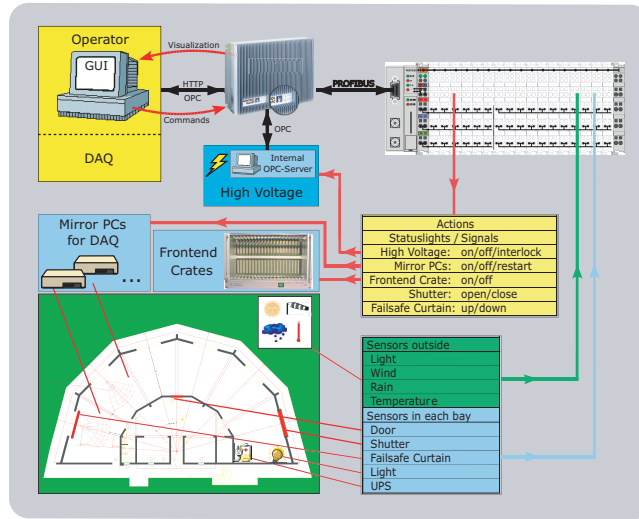 Operator
GUI
DAQ
Visualization
HTTP
OPC
Commands
PROFIBUS
OPC
Internal
OPC-Server
High Voltage
Mirror PCs
for DAQ
...
Frontend
Crates
Actions
Statuslights / Signals
High Voltage: on/off/interlock
Mirror PCs: on/off/restart
Frontend Crate: on/off
Shutter: open/close
Failsafe Curtain: up/down
Sensors outside
Light
Wind
Rain
Temperature
Sensors in each bay
Door
Shutter
Failsafe Curtain
Light
UPS